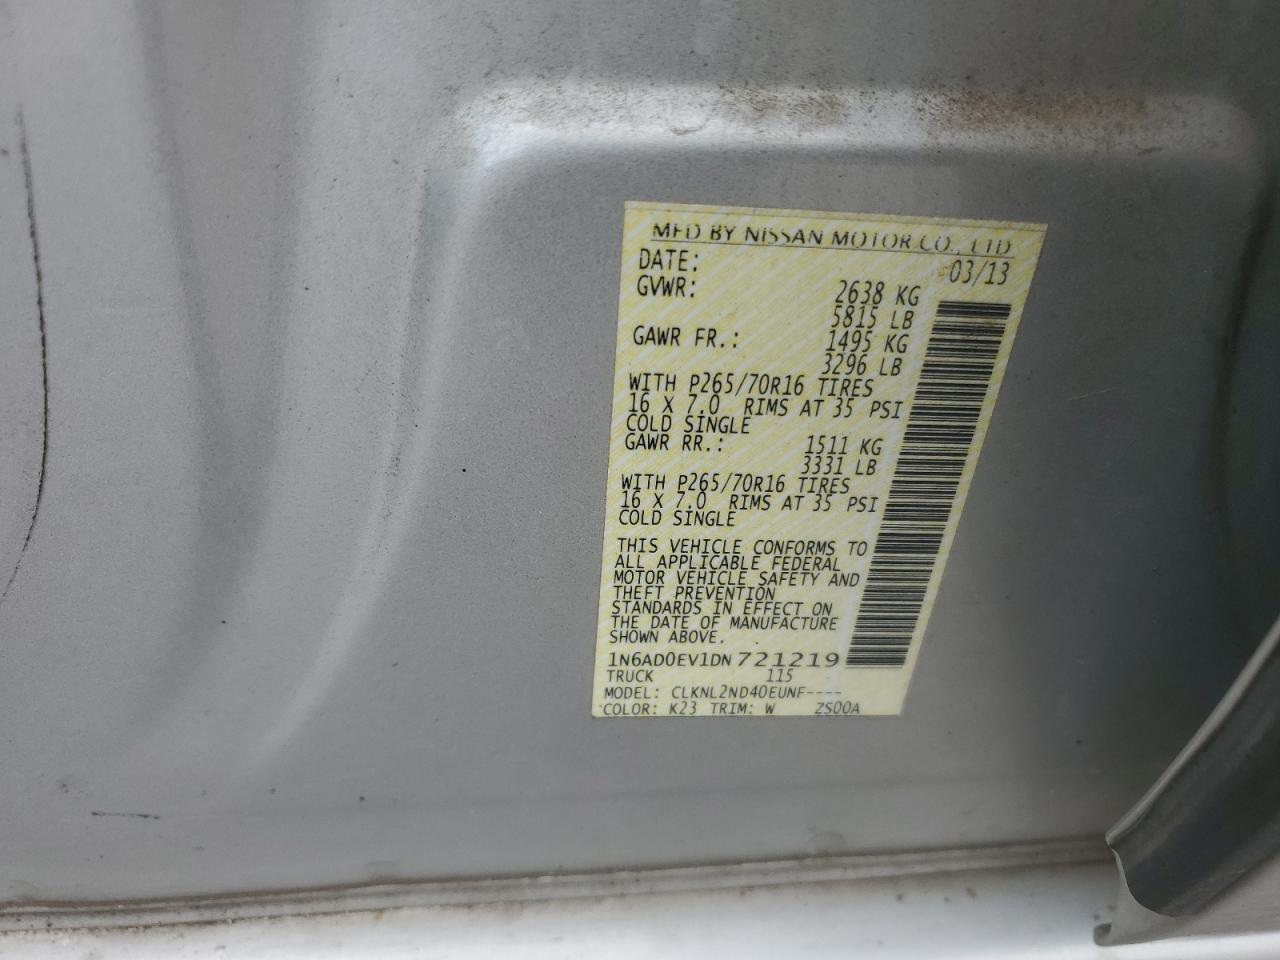 MFD BY NISSAN MOTOR CO., LTD
DATE: 03/13
GVWR: 2638 KG
5815 LB
GAWR FR.: 1495 KG
3296 LB
WITH P265/70R16 TIRES
16 X 7.0 RIMS AT 35 PSI
COLD SINGLE
GAWR RR.: 1511 KG
3331 LB
WITH P265/70R16 TIRES
16 X 7.0 RIMS AT 35 PSI
COLD SINGLE
THIS VEHICLE CONFORMS TO
ALL APPLICABLE FEDERAL
MOTOR VEHICLE SAFETY AND
THEFT PREVENTION
STANDARDS IN EFFECT ON
THE DATE OF MANUFACTURE
SHOWN ABOVE.
1N6AD0EV1DN721219
TRUCK 115
MODEL: CLKNL2ND40EUNF----
COLOR: K23 TRIM: W ZS00A